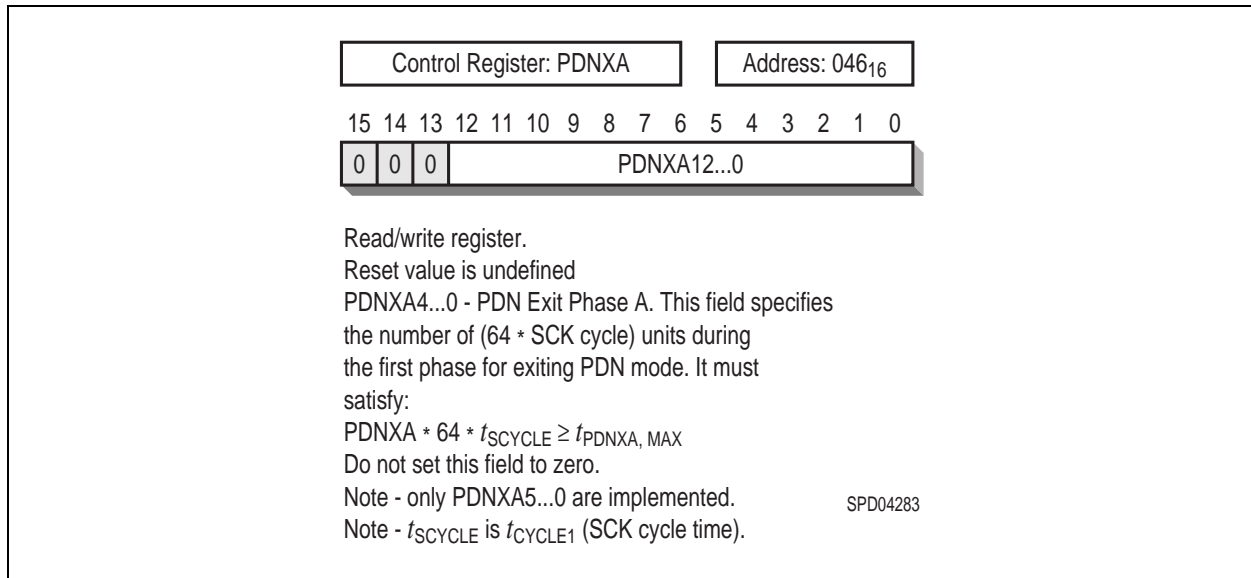 Control Register: PDNXA Address: 046₁₆
15 14 13 12 11 10 9 8 7 6 5 4 3 2 1 0
0 0 0 PDNXA12...0
Read/write register.
Reset value is undefined
PDNXA4...0 - PDN Exit Phase A. This field specifies
the number of (64 * SCK cycle) units during
the first phase for exiting PDN mode. It must
satisfy:
PDNXA * 64 * tSCYCLE ≥ tPDNXA, MAX
Do not set this field to zero.
Note - only PDNXA5...0 are implemented.
SPD04283
Note - tSCYCLE is tCYCLE1 (SCK cycle time).